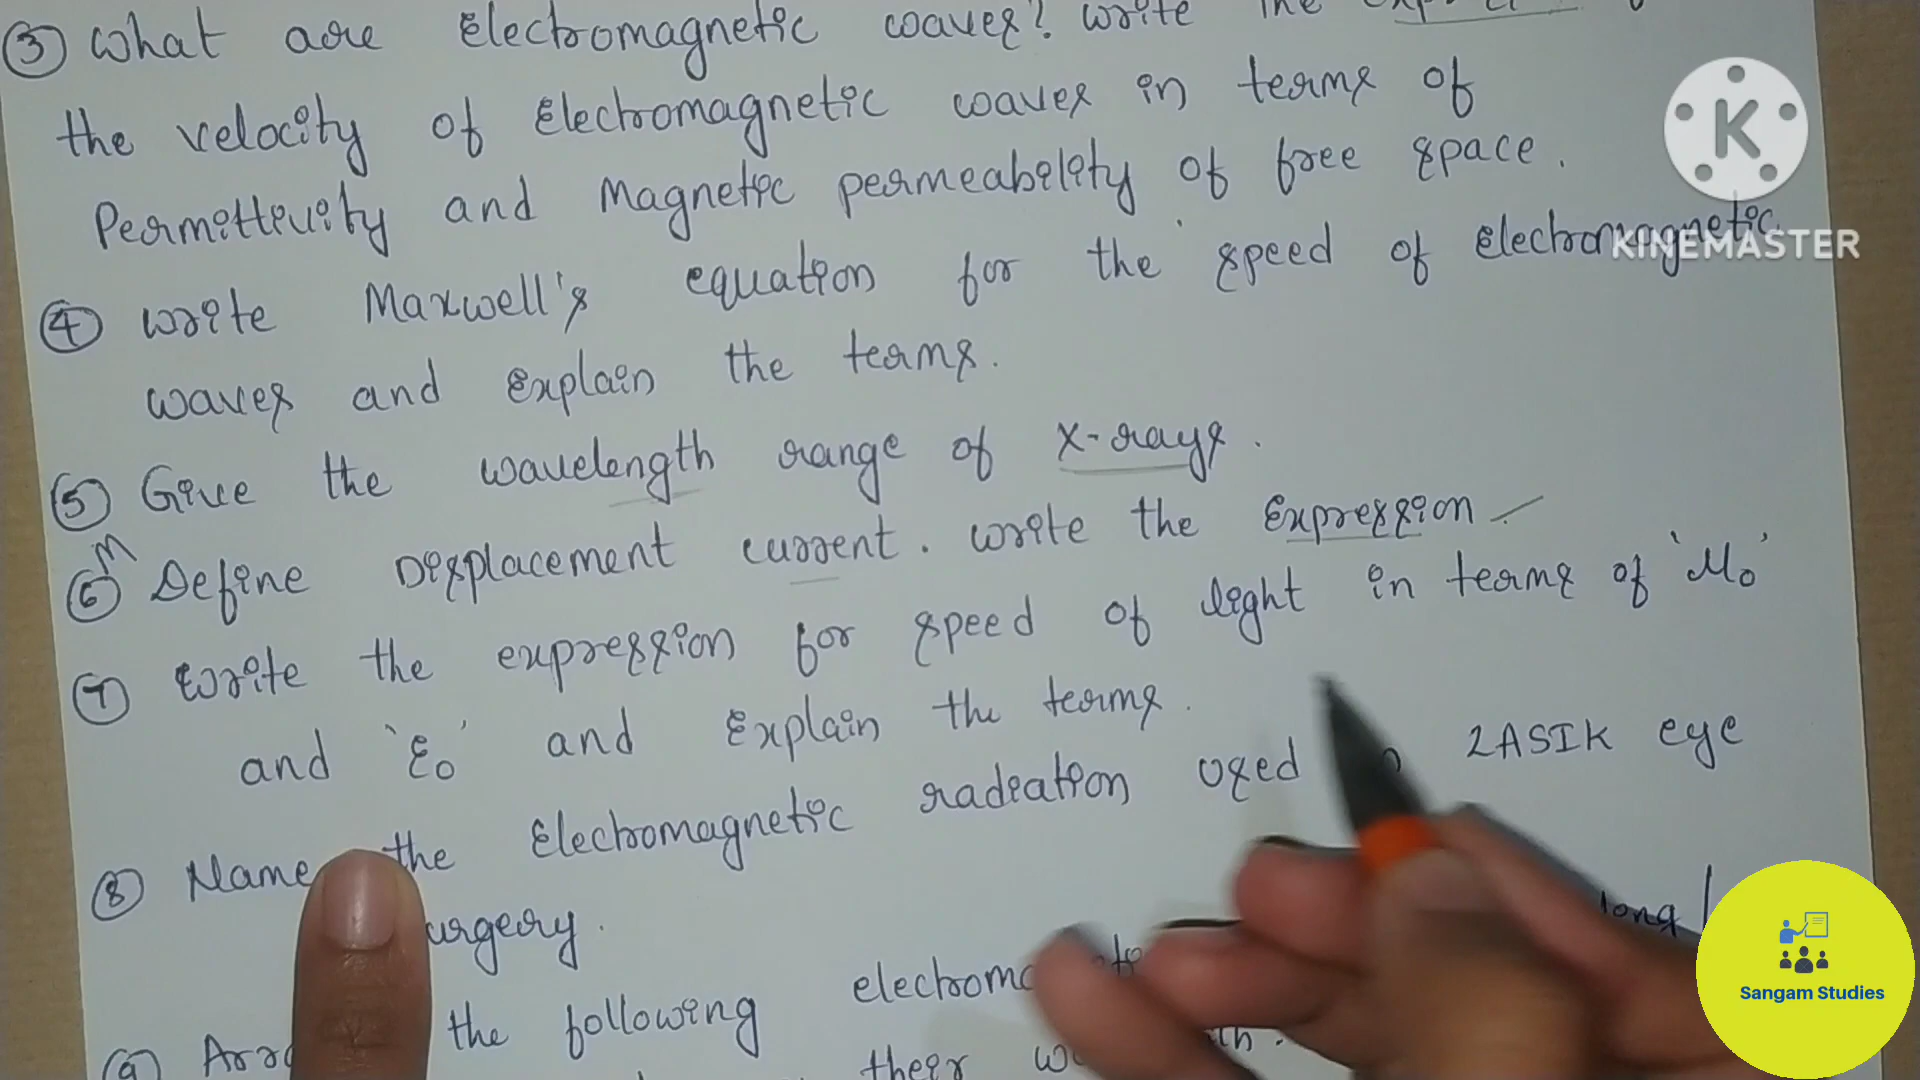 ③ What are Electromagnetic waves? Write the
the velocity of Electromagnetic waves in terms of
Permittivity and Magnetic permeability of free space.
④ Write Maxwell's equation for the speed of electromagnetic
waves and Explain the terms.
⑤ Give the wavelength range of X-rays.
M
⑥ Define Displacement current. Write the Expression
⑦ Write the expression for speed of light in terms of 'μ₀'
and 'ε₀' and Explain the terms.
⑧ Name the Electromagnetic radiation used LASIK eye
urgery.
⑨ the following electrom long
their
K
KINEMASTER
Sangam Studies